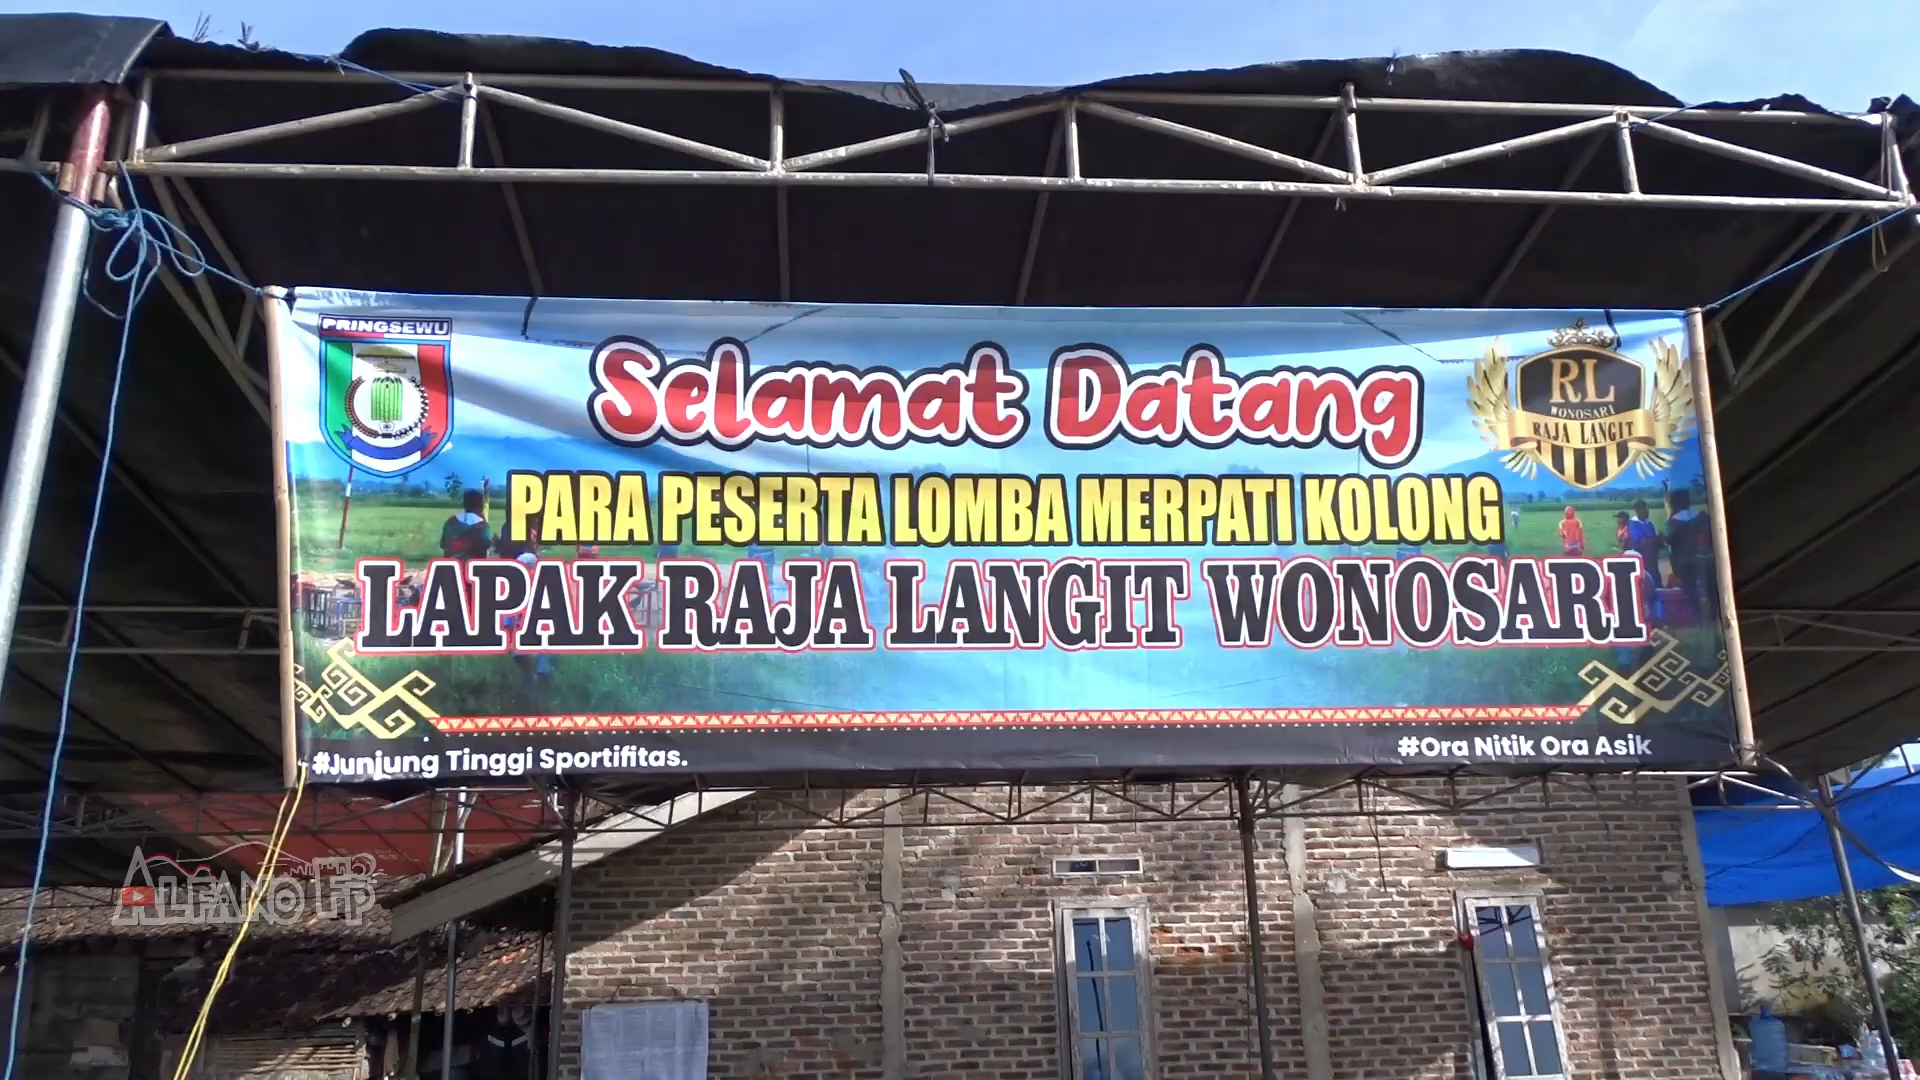 PRINGSEWU
Selamat Datang
RL
WONOSARI
RAJA LANGIT
PARA PESERTA LOMBA MERPATI KOLONG
LAPAK RAJA LANGIT WONOSARI
#Junjung Tinggi Sportifitas.
#Ora Nitik Ora Asik
ALFANO FP